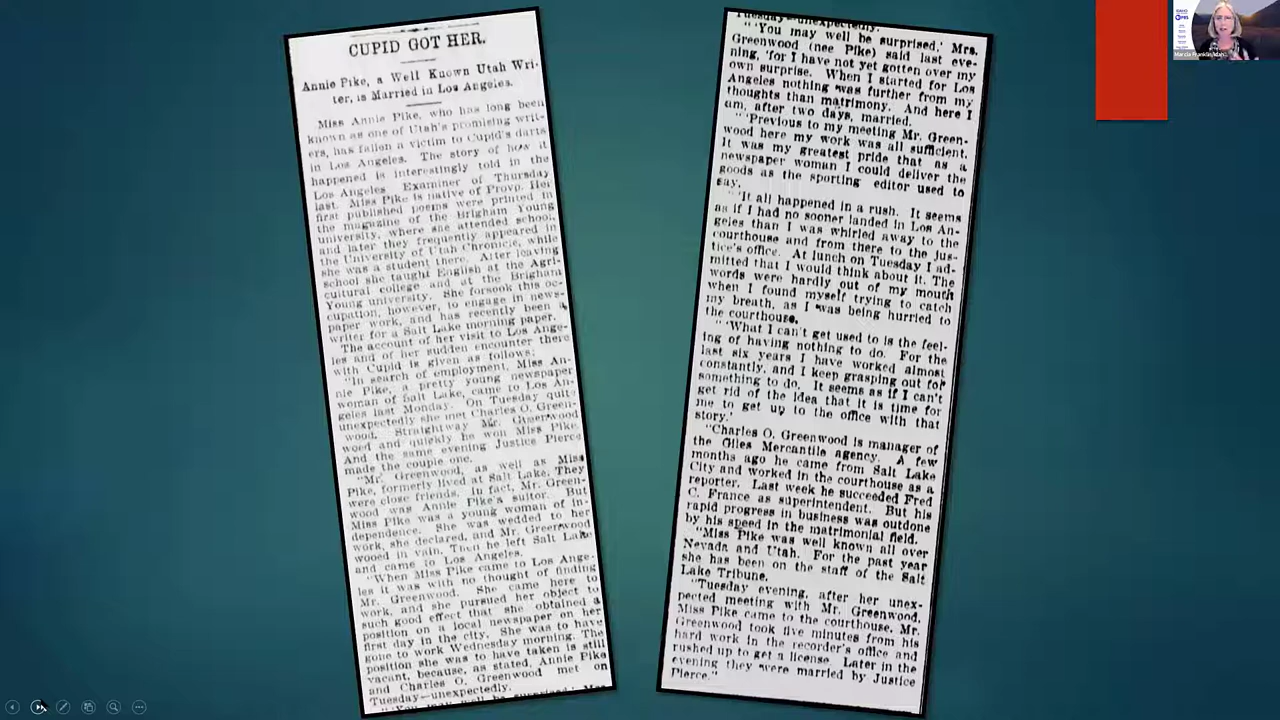 CUPID GOT HER.
Annie Pike, a Well Known Utah Wri-
ter, is Married in Los Angeles.
Miss Annie Pike, who has long been
known as one of Utah's promising writ-
ers, has fallen a victim to Cupid's darts
in Los Angeles. The story of how it
happened is interestingly told in the
Los Angeles Examiner of Thursday
last. Miss Pike is native of Provo. Her
first published poems were printed in
the magazine of the Brigham Young
university, where she attended school,
and later they frequently appeared in
the University of Utah Chronicle, while
she was a student there. After leaving
school she taught English at the Agri-
cultural college and at the Brigham
Young university. She forsook this oc-
cupation, however, to engage in news-
paper work, and has recently been a
writer for a Salt Lake morning paper.
The account of her visit to Los Ange-
les and of her sudden encounter there
with Cupid is given as follows:
"In search of employment, Miss An-
nie Pike, a pretty young newspaper
woman of Salt Lake, came to Los An-
geles last Monday. On Tuesday quite
unexpectedly she met Charles O. Green-
wood. Straightway Mr. Greenwood
wooed and quickly he won Miss Pike.
And the same evening Justice Pierce
made the couple one.
"Mr. Greenwood, as well as Miss
Pike, formerly lived at Salt Lake. They
were close friends. In fact, Mr. Green-
wood was Annie Pike's suitor. But
Miss Pike was a young woman of in-
dependence. She was wedded to her
work, she declared, and Mr. Greenwood
wooed in vain. Then he left Salt Lake
and came to Los Angeles.
"When Miss Pike came to Los Ange-
les it was with no thought of finding
Mr. Greenwood. She came here to
work, and she pursued her object to
such good effect that she obtained a
position on a local newspaper on her
first day in the city. She was to have
gone to work Wednesday morning. The
position she was to have taken is still
vacant, because, as stated, Annie Pike
and Charles O. Greenwood met on
Tuesday—unexpectedly.
"'You may well be surprised,' Mrs.
Tuesday—unexpectedly.
"'You may well be surprised,' Mrs.
Greenwood (nee Pike) said last eve-
ning, 'for I have not yet gotten over my
own surprise. When I started for Los
Angeles nothing was further from my
thoughts than matrimony. And here I
am, after two days, married.
"'Previous to my meeting Mr. Green-
wood here my work was all sufficient.
It was my greatest pride that as a
newspaper woman I could deliver the
goods as the sporting editor used to
say.
"'It all happened in a rush. It seems
as if I had no sooner landed in Los An-
geles than I was whirled away to the
courthouse and from there to the jus-
tice's office. At lunch on Tuesday I ad-
mitted that I would think about it. The
words were hardly out of my mouth
when I found myself trying to catch
my breath, as I was being hurried to
the courthouse.
"'What I can't get used to is the feel-
ing of having nothing to do. For the
last six years I have worked almost
constantly, and I keep grasping out for
something to do. It seems as if I can't
get rid of the idea that it is time for
me to get up to the office with that
story.'
"Charles O. Greenwood is manager of
the Giles Mercantile agency. A few
months ago he came from Salt Lake
City and worked in the courthouse as a
reporter. Last week he succeeded Fred
C. France as superintendent. But his
rapid progress in business was outdone
by his speed in the matrimonial field.
"Miss Pike was well known all over
Nevada and Utah. For the past year
she has been on the staff of the Salt
Lake Tribune.
"Tuesday evening, after her unex-
pected meeting with Mr. Greenwood,
Miss Pike came to the courthouse. Mr.
Greenwood took five minutes from his
hard work in the recorder's office and
rushed up to get a license. Later in the
evening they were married by Justice
Pierce."
IDAHO
PBS